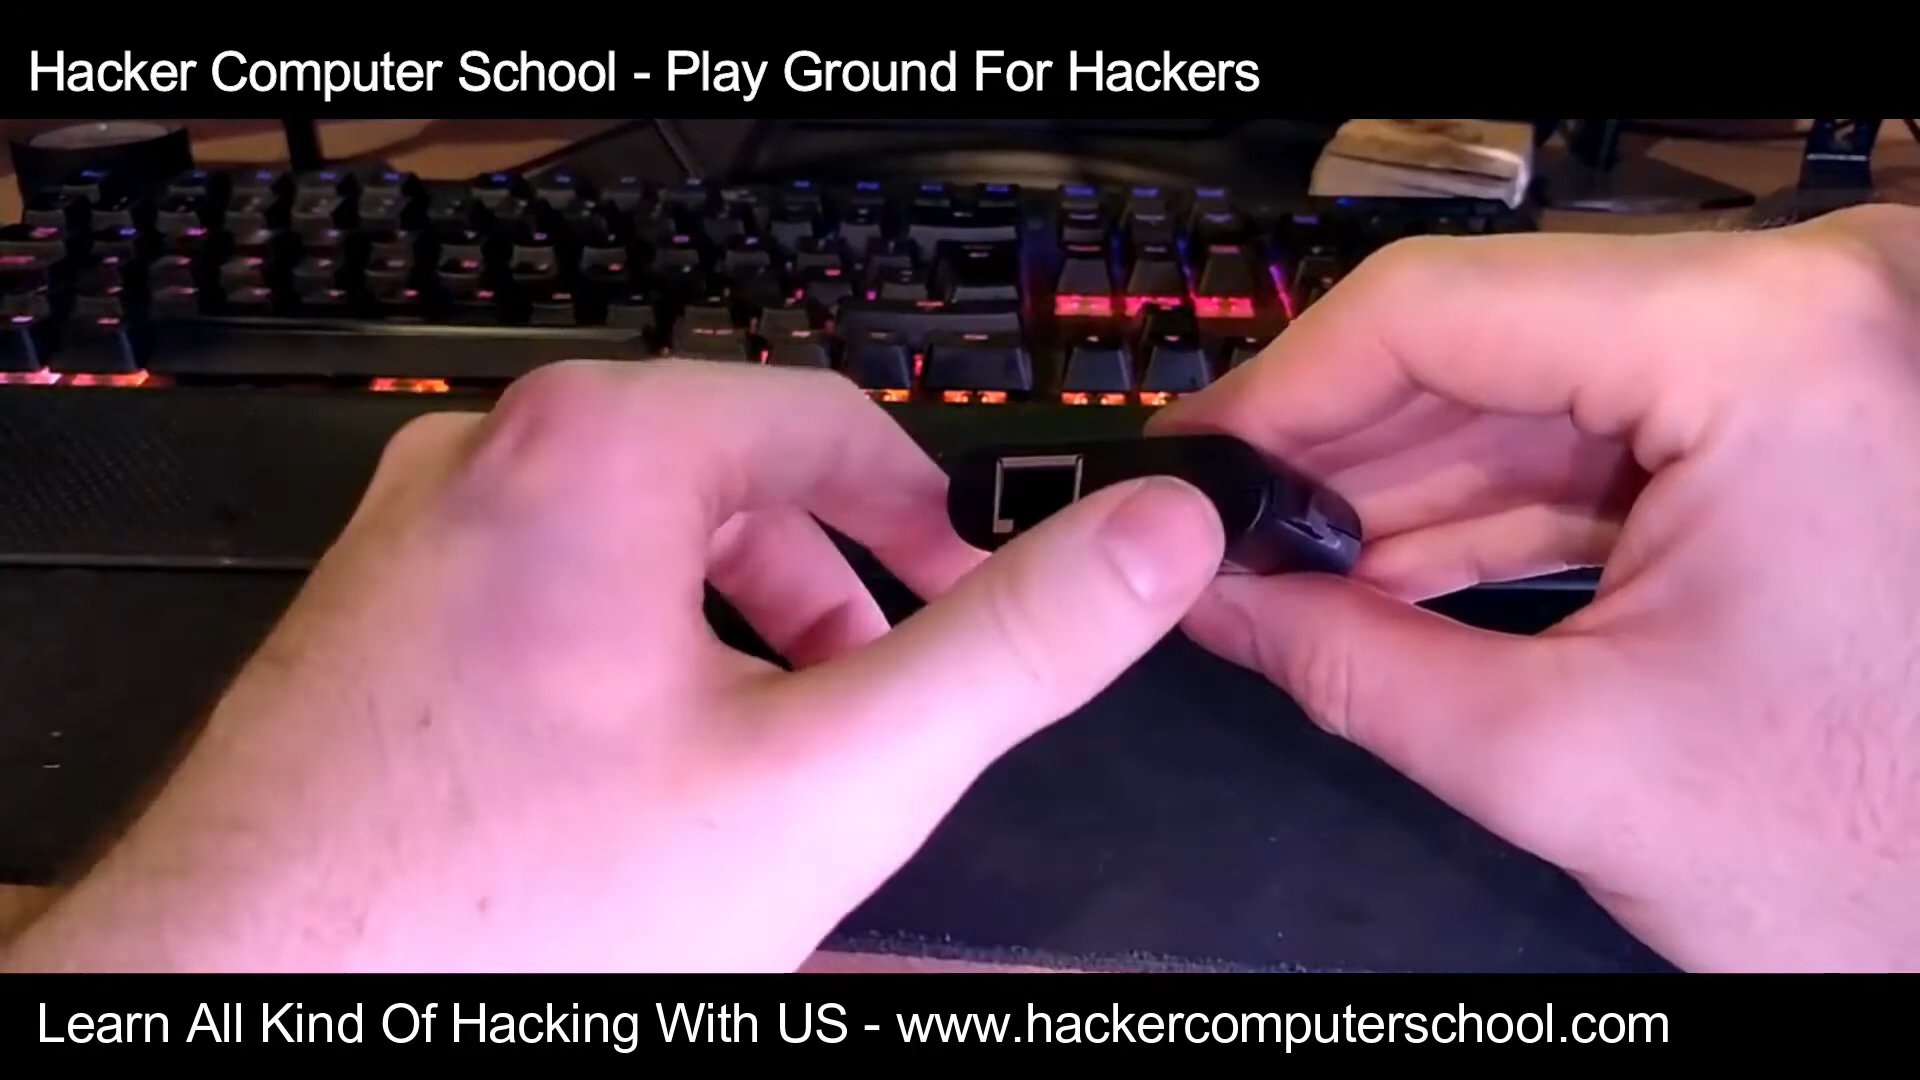 Hacker Computer School - Play Ground For Hackers
Learn All Kind Of Hacking With US - www.hackercomputerschool.com